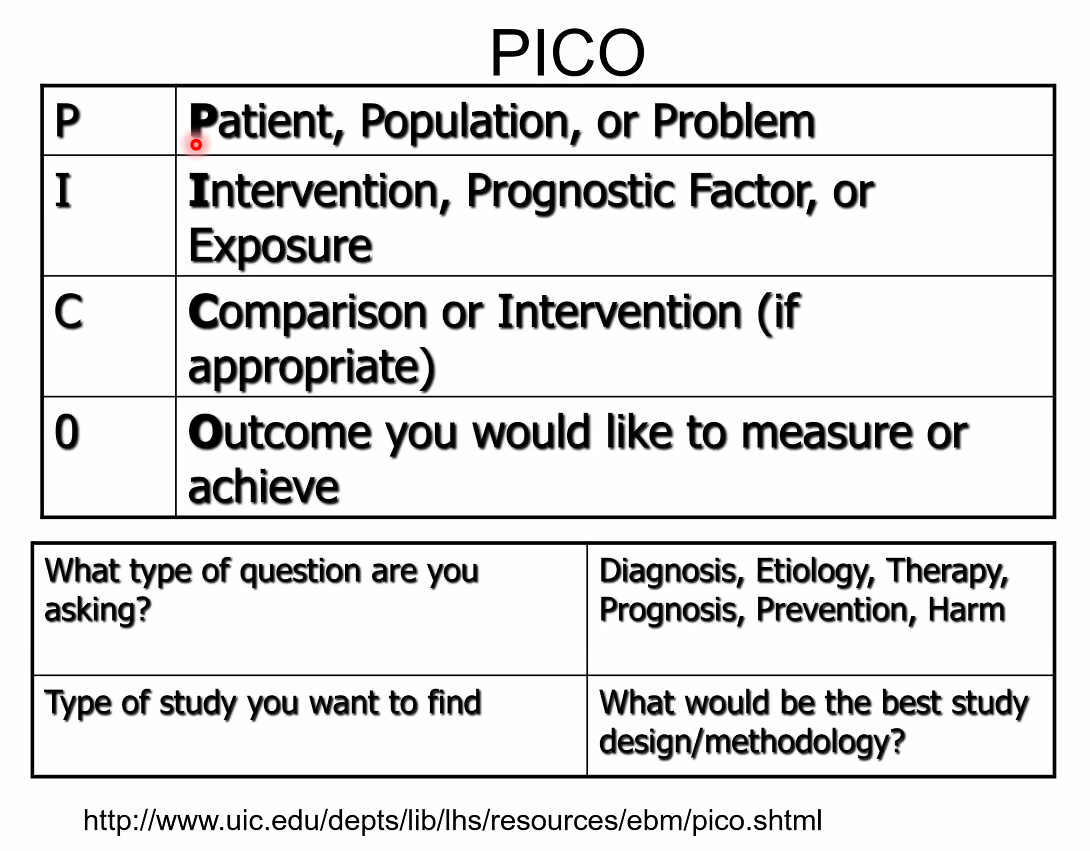 PICO
P
Patient, Population, or Problem
I
Intervention, Prognostic Factor, or
Exposure
C
Comparison or Intervention (if
appropriate)
0
Outcome you would like to measure or
achieve
What type of question are you
asking?
Diagnosis, Etiology, Therapy,
Prognosis, Prevention, Harm
Type of study you want to find
What would be the best study
design/methodology?
http://www.uic.edu/depts/lib/lhs/resources/ebm/pico.shtml